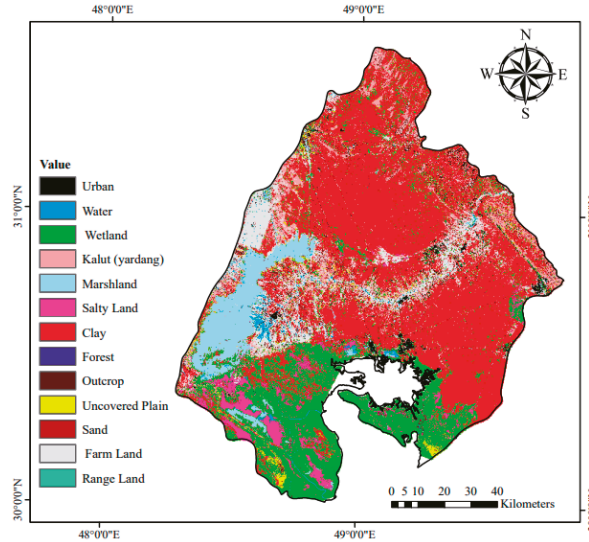 48°0'0"E 49°0'0"E
N
W E
S
31°0'0"N
Value
Urban
Water
Wetland
Kalut (yardang)
Marshland
Salty Land
Clay
Forest
Outcrop
Uncovered Plain
Sand
Farm Land
Range Land
30°0'0"N
0 5 10 20 30 40
Kilometers
48°0'0"E 49°0'0"E